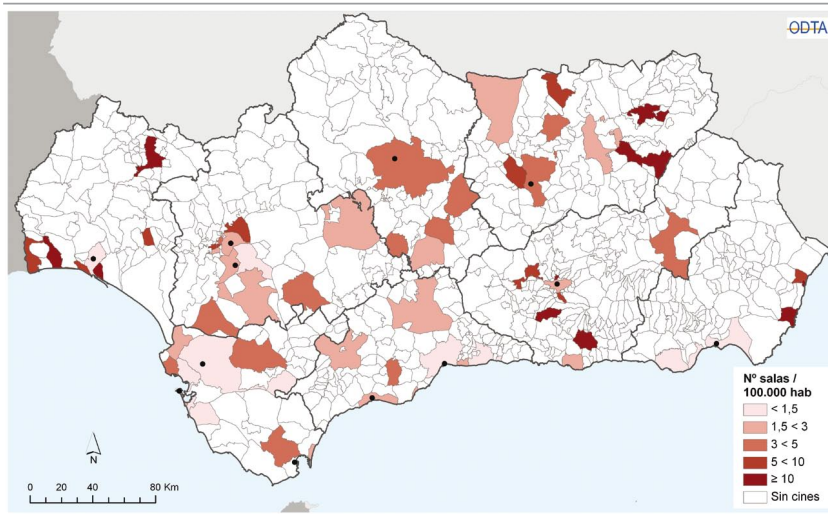 ODTA
Nº salas /
100.000 hab
< 1,5
1,5 < 3
3 < 5
5 < 10
≥ 10
Sin cines
N
0 20 40 80 Km